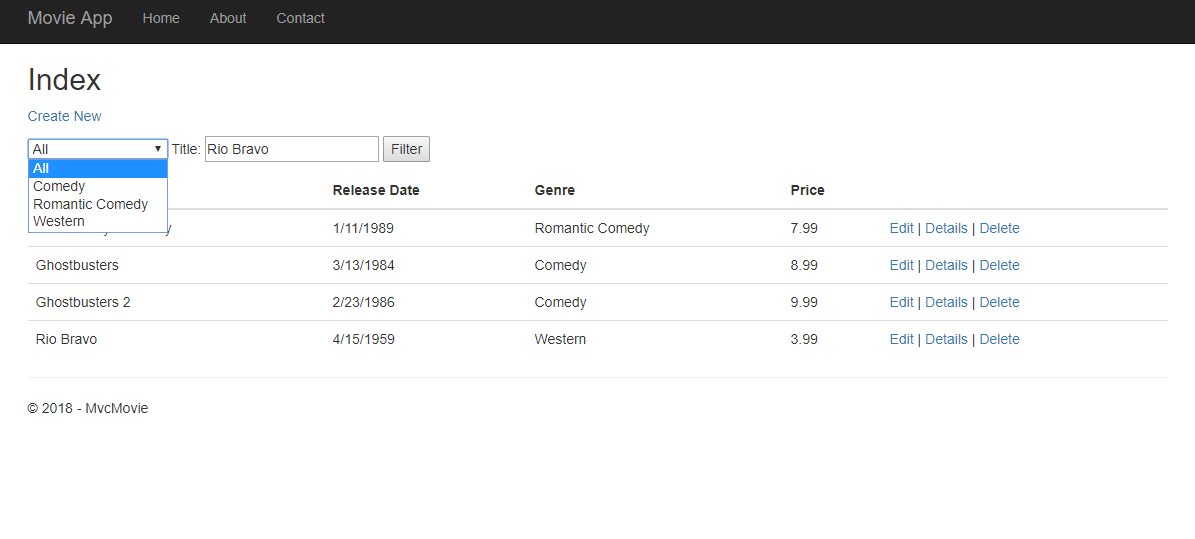 Movie App Home About Contact
Index
Create New
All Title: Rio Bravo Filter
All
Comedy
Romantic Comedy
Western
Release Date Genre Price
1/11/1989 Romantic Comedy 7.99 Edit | Details | Delete
Ghostbusters 3/13/1984 Comedy 8.99 Edit | Details | Delete
Ghostbusters 2 2/23/1986 Comedy 9.99 Edit | Details | Delete
Rio Bravo 4/15/1959 Western 3.99 Edit | Details | Delete
© 2018 - MvcMovie